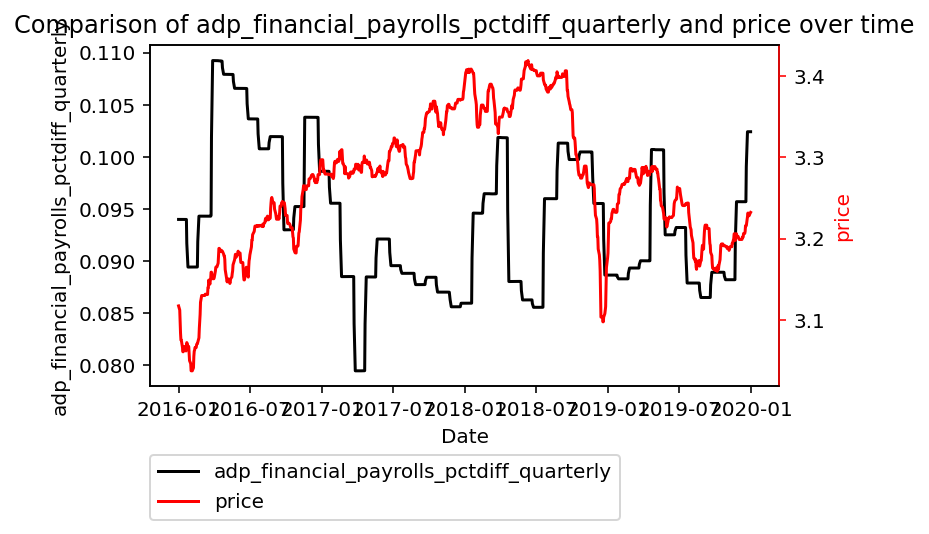 Comparison of adp_financial_payrolls_pctdiff_quarterly and price over time
adp_financial_payrolls_pctdiff_quarterly
0.110
0.105
0.100
0.095
0.090
0.085
0.080
3.4
3.3
3.2
3.1
price
2016-01 2016-07 2017-01 2017-07 2018-01 2018-07 2019-01 2019-07 2020-01
Date
adp_financial_payrolls_pctdiff_quarterly
price